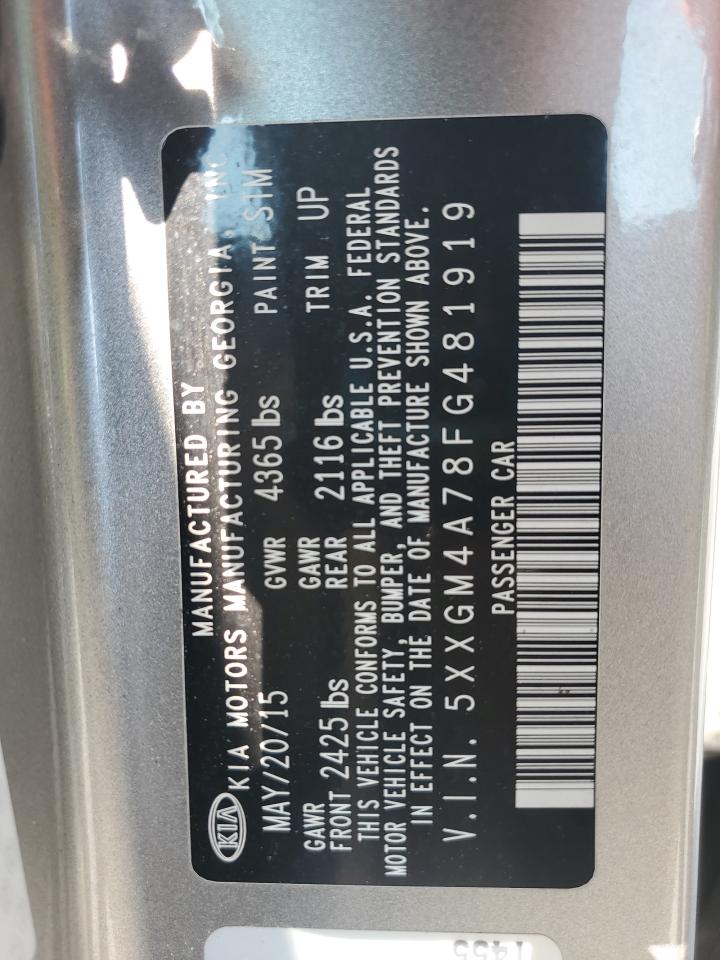 MANUFACTURED BY
KIA KIA MOTORS MANUFACTURING GEORGIA, INC
MAY/20/15 GVWR 4365 lbs PAINT S1M
GAWR FRONT 2425 lbs GAWR REAR 2116 lbs TRIM UP
THIS VEHICLE CONFORMS TO ALL APPLICABLE U.S.A. FEDERAL
MOTOR VEHICLE SAFETY, BUMPER, AND THEFT PREVENTION STANDARDS
IN EFFECT ON THE DATE OF MANUFACTURE SHOWN ABOVE.
V.I.N. 5XXGM4A78FG481919
PASSENGER CAR